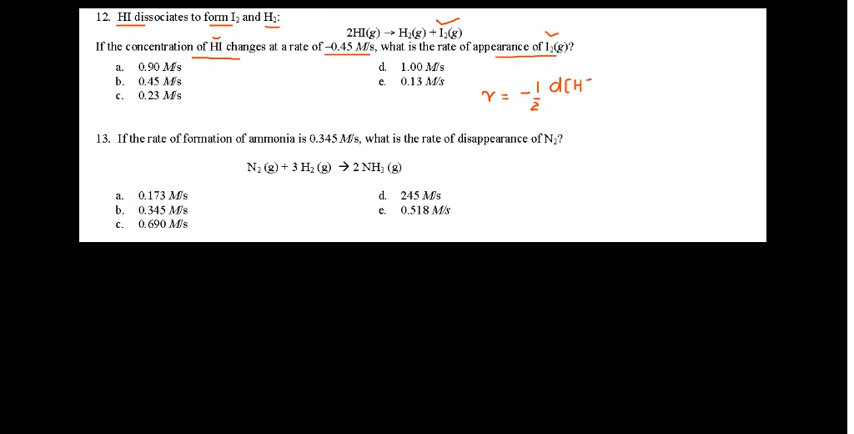 12. HI dissociates to form I₂ and H₂:
2HI(g) → H₂(g) + I₂(g)
If the concentration of HI changes at a rate of –0.45 M/s, what is the rate of appearance of I₂(g)?
a. 0.90 M/s d. 1.00 M/s
b. 0.45 M/s e. 0.13 M/s
c. 0.23 M/s
r = - 1/2 d[H
13. If the rate of formation of ammonia is 0.345 M/s, what is the rate of disappearance of N₂?
N₂ (g) + 3 H₂ (g) → 2 NH₃ (g)
a. 0.173 M/s d. 245 M/s
b. 0.345 M/s e. 0.518 M/s
c. 0.690 M/s